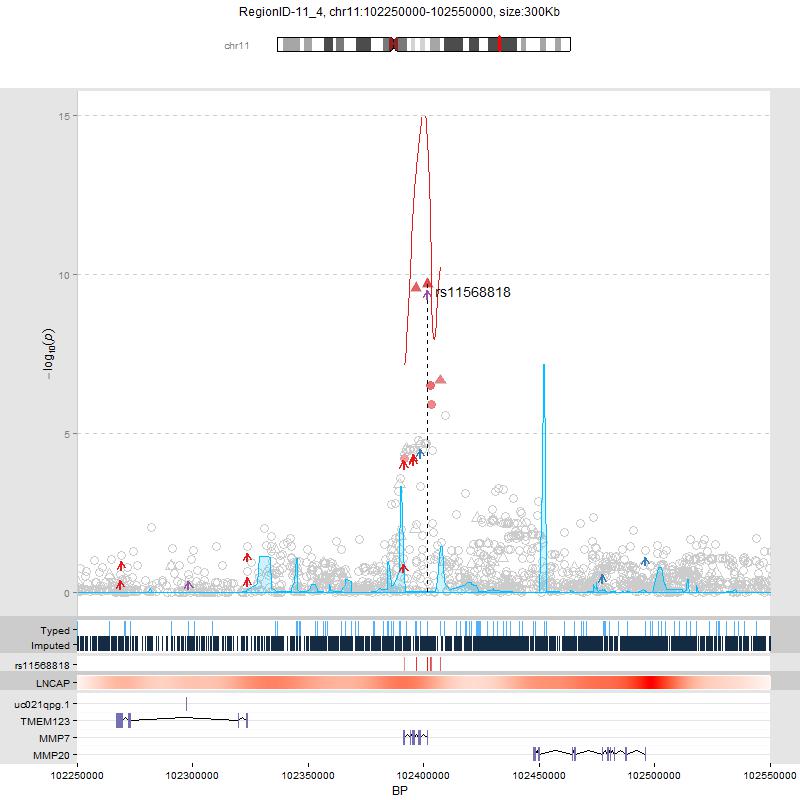 RegionID-11_4, chr11:102250000-102550000, size:300Kb
chr11
15
10
rs11568818
− log₁₀(p)
5
0
Typed
Imputed
rs11568818
LNCAP
uc021qpg.1
TMEM123
MMP7
MMP20
102250000 102300000 102350000 102400000 102450000 102500000 102550000
BP